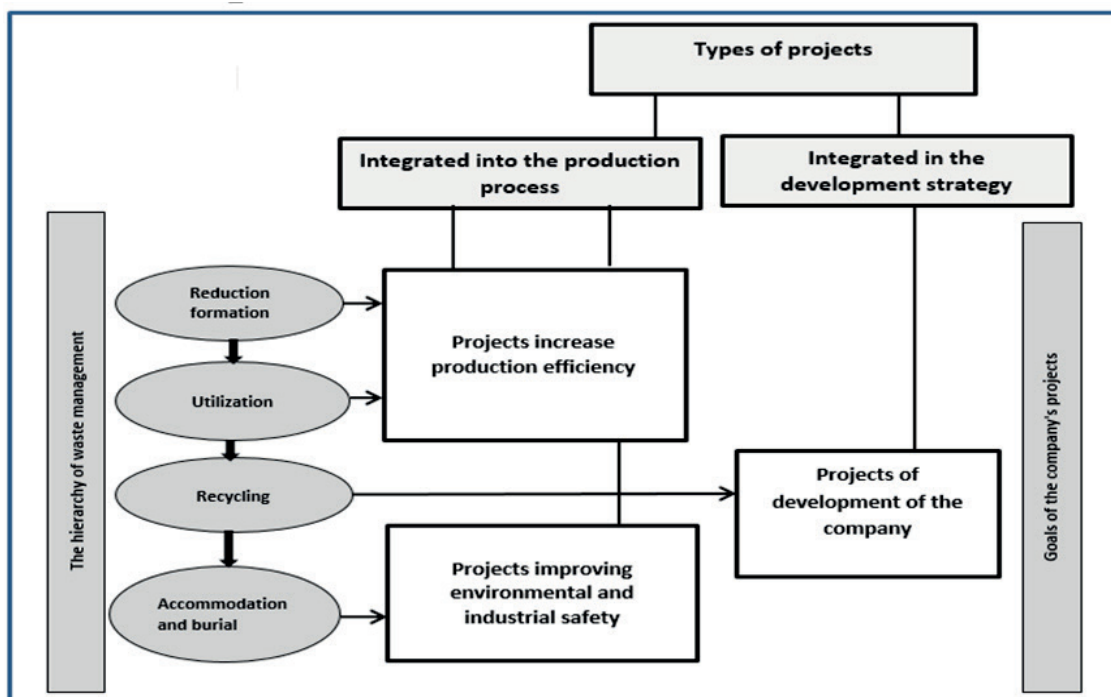 Types of projects
Integrated into the production
process
Integrated in the
development strategy
The hierarchy of waste management
Reduction
formation
Projects increase
production efficiency
Utilization
Recycling
Projects of
development of the
company
Accommodation
and burial
Projects improving
environmental and
industrial safety
Goals of the company's projects